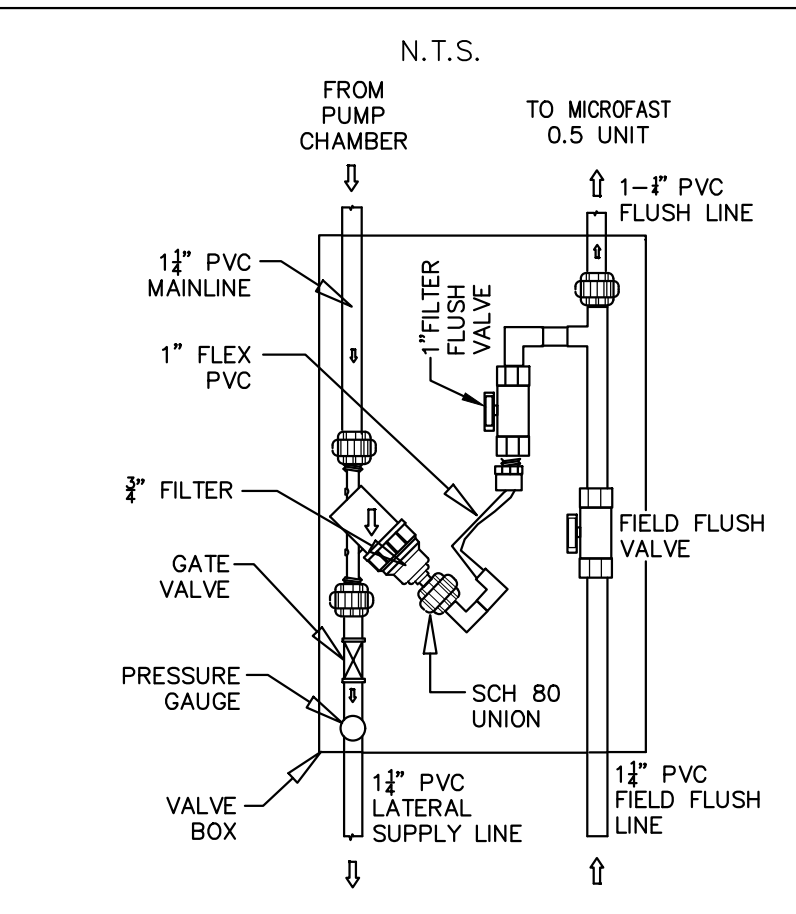 N.T.S.
FROM
PUMP
CHAMBER
TO MICROFAST
0.5 UNIT
1-¼" PVC
FLUSH LINE
1¼" PVC
MAINLINE
1" FILTER
FLUSH
VALVE
1" FLEX
PVC
¾" FILTER
FIELD FLUSH
VALVE
GATE
VALVE
PRESSURE
GAUGE
SCH 80
UNION
VALVE
BOX
1¼" PVC
LATERAL
SUPPLY LINE
1¼" PVC
FIELD FLUSH
LINE